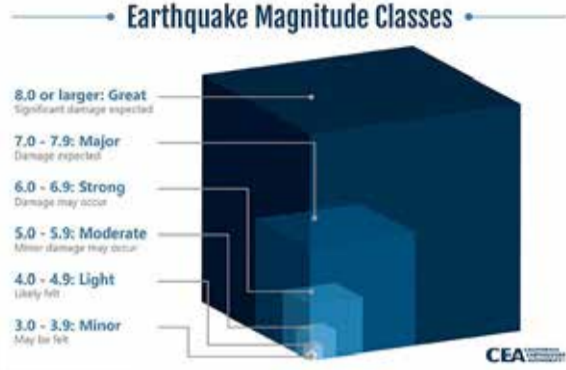 Earthquake Magnitude Classes
8.0 or larger: Great
Significant damage expected
7.0 - 7.9: Major
Damage expected
6.0 - 6.9: Strong
Damage may occur
5.0 - 5.9: Moderate
Minor damage may occur
4.0 - 4.9: Light
Likely felt
3.0 - 3.9: Minor
May be felt
CEA